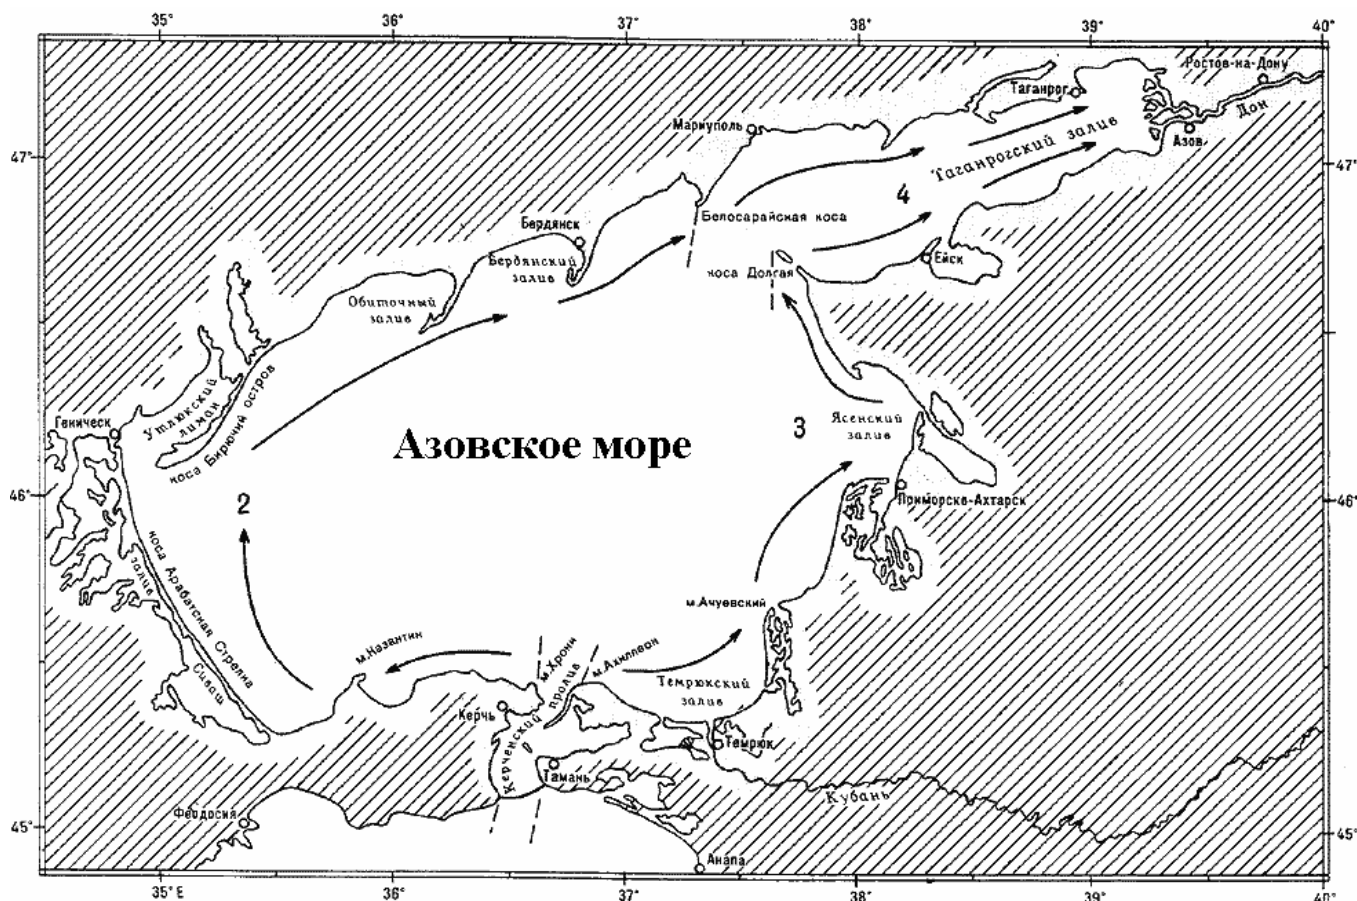 35°
36°
37°
38°
39°
40°
Ростов-на-Дону
Таганрог
Дон
Мариуполь
Азов
47°
47°
Таганрогский залив
4
Белосарайская коса
Бердянск
Бердянский
залив
Ейск
коса Долгая
Обиточный
залив
Утлюкский
лиман
коса Бирючий остров
Геническ
Ясенский
залив
3
Азовское море
46°
46°
2
Приморско-Ахтарск
коса Арабатская Стрелка
залив
Сиваш
м.Ачуевский
м.Казантип
м.Хрони
м.Ахиллеон
Темрюкский
залив
Керчь
Керченский пролив
Темрюк
Тамань
Кубань
Феодосия
45°
45°
Анапа
35° E
36°
37°
38°
39°
40°